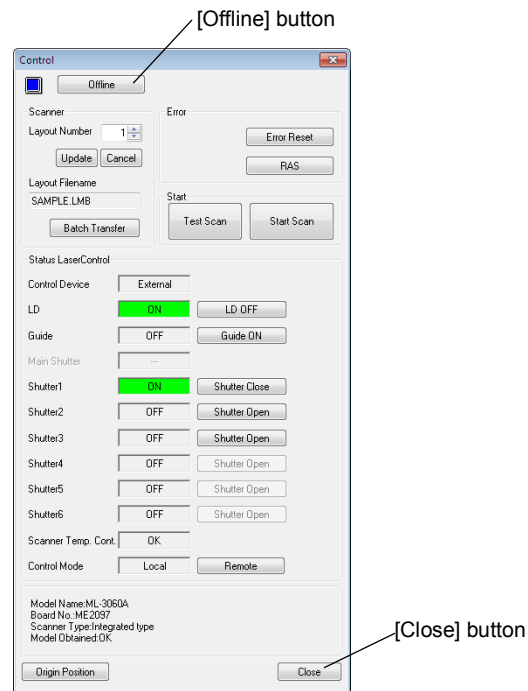 [Offline] button
Control
Offline
Scanner
Layout Number 1
Update Cancel
Layout Filename
SAMPLE.LMB
Batch Transfer
Error
Error Reset
RAS
Start
Test Scan Start Scan
Status LaserControl
Control Device External
LD ON LD OFF
Guide OFF Guide ON
Main Shutter ---
Shutter1 ON Shutter Close
Shutter2 OFF Shutter Open
Shutter3 OFF Shutter Open
Shutter4 OFF Shutter Open
Shutter5 OFF Shutter Open
Shutter6 OFF Shutter Open
Scanner Temp. Cont. OK
Control Mode Local Remote
Model Name:ML-3060A
Board No.:ME2097
Scanner Type:Integrated type
Model Obtained:OK
[Close] button
Origin Position Close